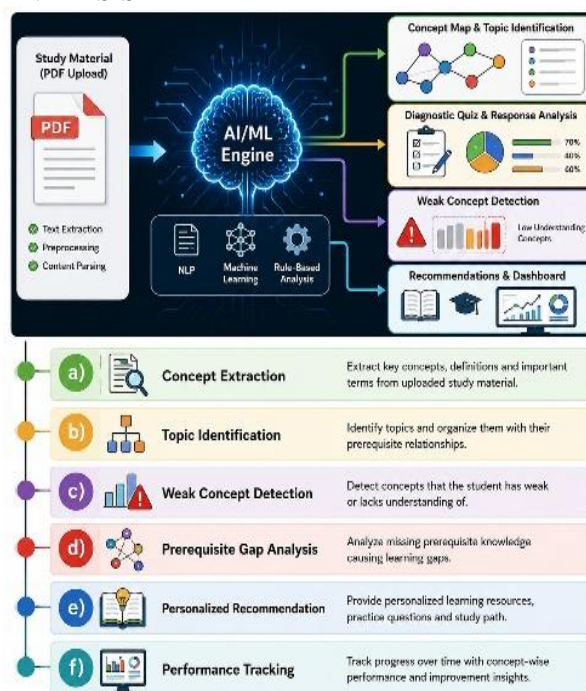 Study Material
(PDF Upload)
PDF
Text Extraction
Preprocessing
Content Parsing
AI/ML
Engine
NLP
Machine
Learning
Rule-Based
Analysis
Concept Map & Topic Identification
Diagnostic Quiz & Response Analysis
70%
40%
60%
Weak Concept Detection
Low Understanding
Concepts
Recommendations & Dashboard
a) Concept Extraction
Extract key concepts, definitions and important
terms from uploaded study material.
b) Topic Identification
Identify topics and organize them with their
prerequisite relationships.
c) Weak Concept Detection
Detect concepts that the student has weak
or lacks understanding of.
d) Prerequisite Gap Analysis
Analyze missing prerequisite knowledge
causing learning gaps.
e) Personalized Recommendation
Provide personalized learning resources,
practice questions and study path.
f) Performance Tracking
Track progress over time with concept-wise
performance and improvement insights.